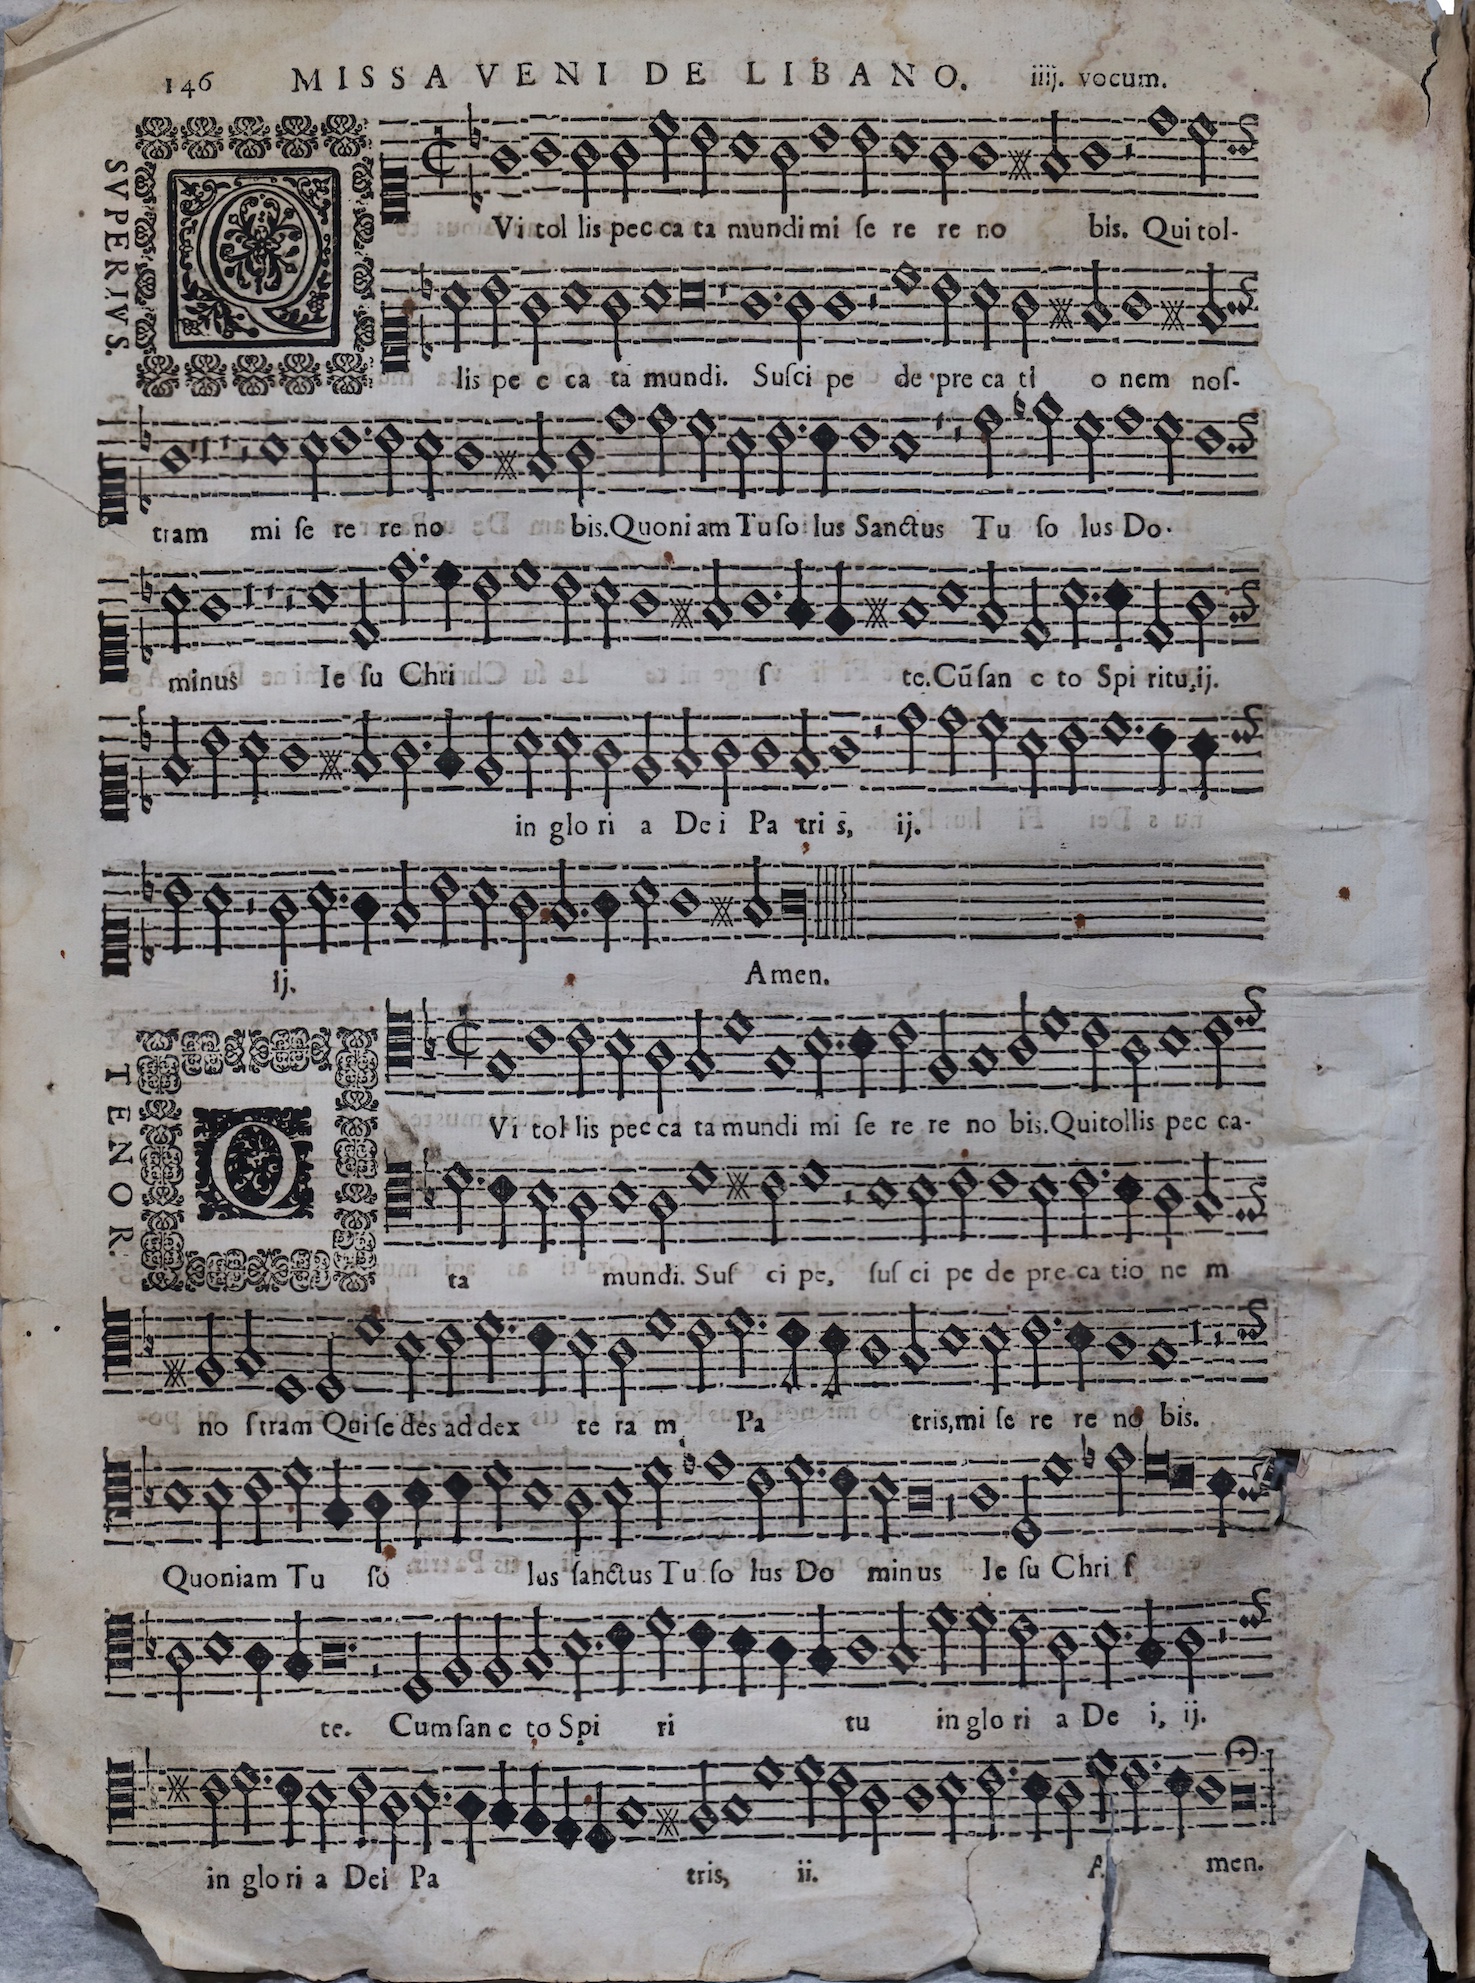 146 MISSA VENI DE LIBANO. iiij. vocum.
SVPERIVS.
QVi tol lis pec ca ta mundi mi ſe re re no bis. Qui tol-
lis pe c ca ta mundi. Suſci pe de pre ca ti o nem noſ-
tram mi ſe re re no bis. Quoni am Tu ſo lus Sanctus Tu ſo lus Do-
minus Ie ſu Chri ſ te. Cũ ſan c to Spi ritu, ij.
in glo ri a De i Pa tri s, ij.
ij. Amen.
TENOR.
QVi tol lis pec ca ta mundi mi ſe re re no bis. Qui tollis pec ca-
ta mundi. Suſ ci pe, ſuſ ci pe de pre ca tio ne m
no ſtram Qui ſe des ad dex te ra m Pa tris, mi ſe re re no bis.
Quoniam Tu ſo lus ſanctus Tu ſo lus Do minus Ie ſu Chri ſ
te. Cum ſan c to Spi ri tu in glo ri a De i, ij.
in glo ri a Dei Pa tris, ii. A men.